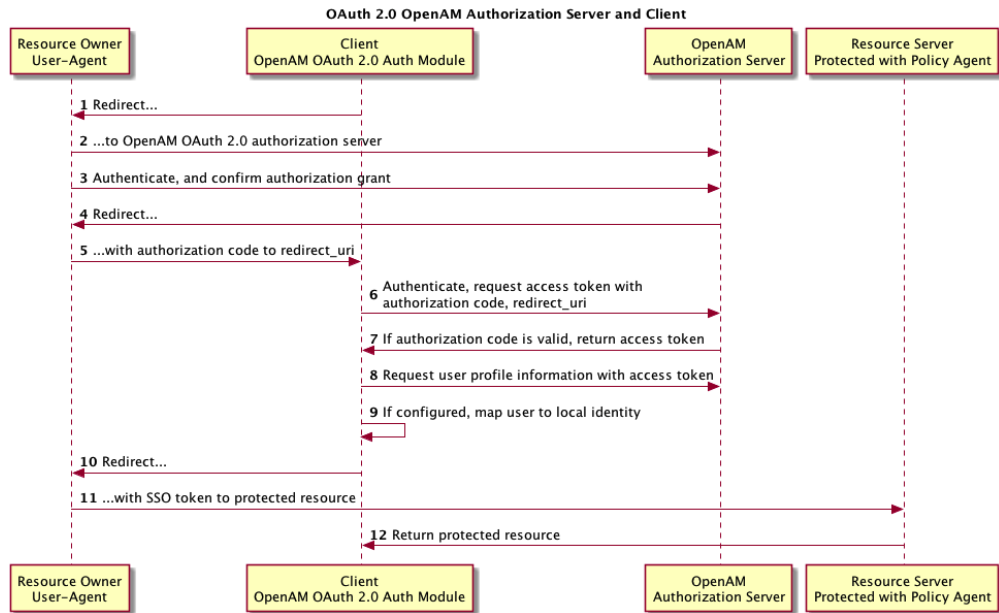 OAuth 2.0 OpenAM Authorization Server and Client
Resource Owner
User-Agent
Client
OpenAM OAuth 2.0 Auth Module
OpenAM
Authorization Server
Resource Server
Protected with Policy Agent
1 Redirect...
2 ...to OpenAM OAuth 2.0 authorization server
3 Authenticate, and confirm authorization grant
4 Redirect...
5 ...with authorization code to redirect_uri
6 Authenticate, request access token with
authorization code, redirect_uri
7 If authorization code is valid, return access token
8 Request user profile information with access token
9 If configured, map user to local identity
10 Redirect...
11 ...with SSO token to protected resource
12 Return protected resource
Resource Owner
User-Agent
Client
OpenAM OAuth 2.0 Auth Module
OpenAM
Authorization Server
Resource Server
Protected with Policy Agent